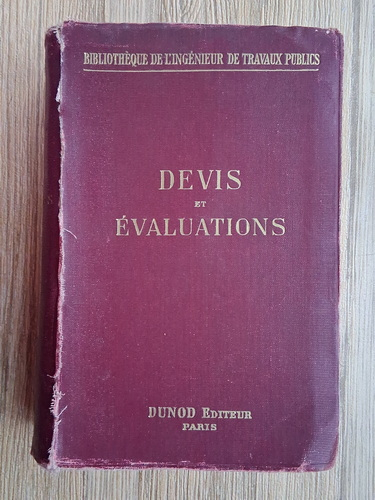 BIBLIOTHÈQUE DE L'INGÉNIEUR DE TRAVAUX PUBLICS
DEVIS
ET
ÉVALUATIONS
DUNOD EDITEUR
PARIS